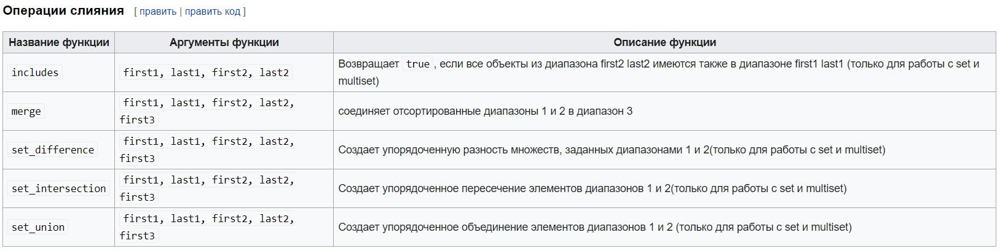 Операции слияния [ править | править код ]
Название функции Аргументы функции Описание функции
includes first1, last1, first2, last2 Возвращает true , если все объекты из диапазона first2 last2 имеются также в диапазоне first1 last1 (только для работы с set и
multiset)
merge first1, last1, first2, last2,
first3 соединяет отсортированные диапазоны 1 и 2 в диапазон 3
set_difference first1, last1, first2, last2,
first3 Создает упорядоченную разность множеств, заданных диапазонами 1 и 2(только для работы с set и multiset)
set_intersection first1, last1, first2, last2,
first3 Создает упорядоченное пересечение элементов диапазонов 1 и 2(только для работы с set и multiset)
set_union first1, last1, first2, last2,
first3 Создает упорядоченное объединение элементов диапазонов 1 и 2 (только для работы с set и multiset)